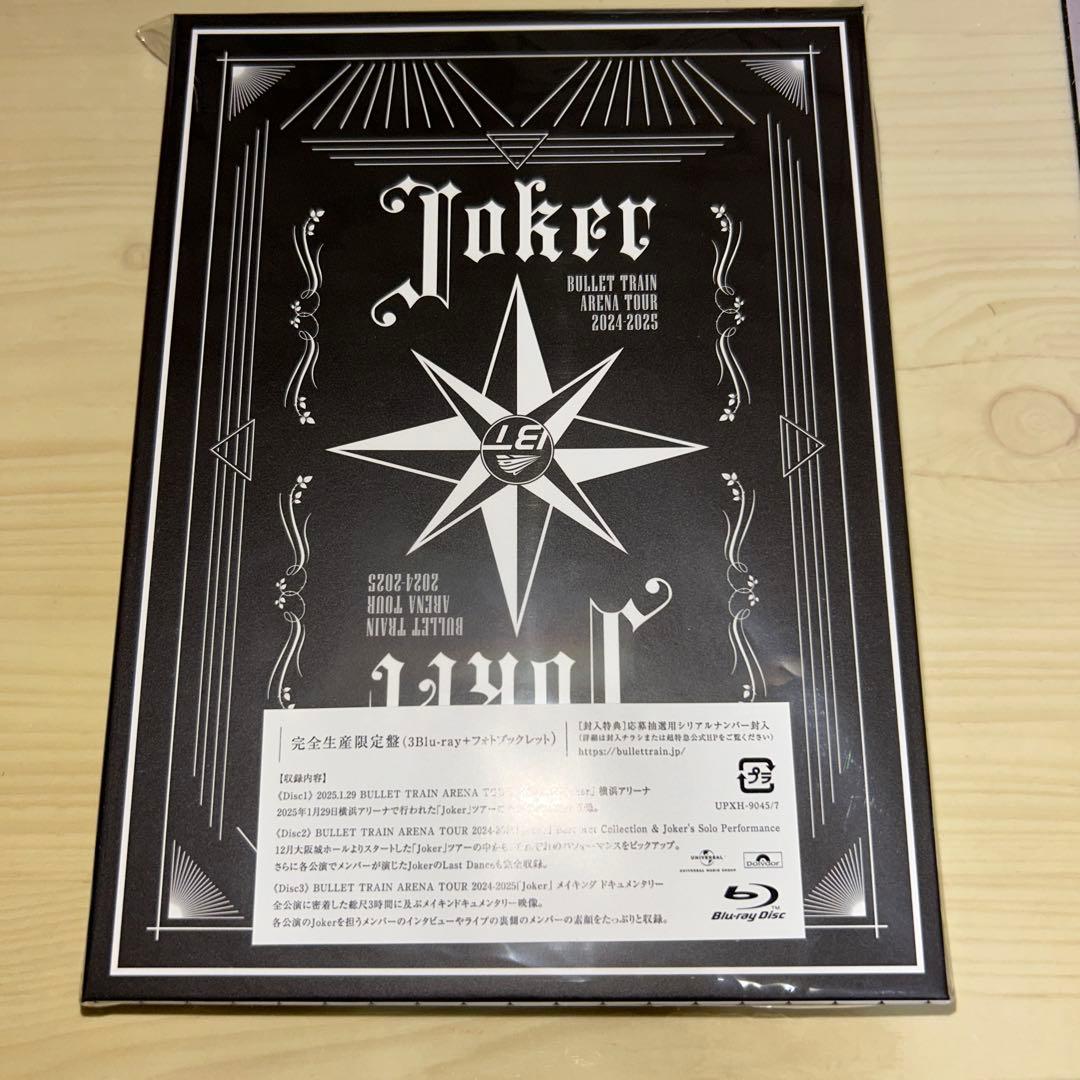 Joker
BULLET TRAIN
ARENA TOUR
2024-2025
BT
BULLET TRAIN
ARENA TOUR
2024-2025
Joker
完全生産限定盤(3Blu-ray+フォトブックレット)
[封入特典]応募抽選用シリアルナンバー封入
(詳細は封入チラシまたは超特急公式HPをご覧ください)
https://bullettrain.jp/
【収録内容】
《Disc1》2025.1.29 BULLET TRAIN ARENA 横浜アリーナ
2025年1月29日横浜アリーナで行われた「Joker」ツアー
《Disc2》BULLET TRAIN ARENA TOUR Collection & Joker's Solo Performance
12月大阪城ホールよりスタートした「Joker」ツアーの中から、それぞれのパフォーマンスをピックアップ。
さらに各公演でメンバーが演じたJokerのLast Danceも完全収録。
《Disc3》BULLET TRAIN ARENA TOUR 2024-2025「Joker」メイキング ドキュメンタリー
全公演に密着した総尺3時間に及ぶメイキンドキュメンタリー映像。
各公演のJokerを担うメンバーのインタビューやライブの裏側のメンバーの素顔をたっぷりと収録。
プラ
UPXH-9045/7
UNIVERSAL
UNIVERSAL MUSIC GROUP
Polydor
Blu-ray Disc
TM